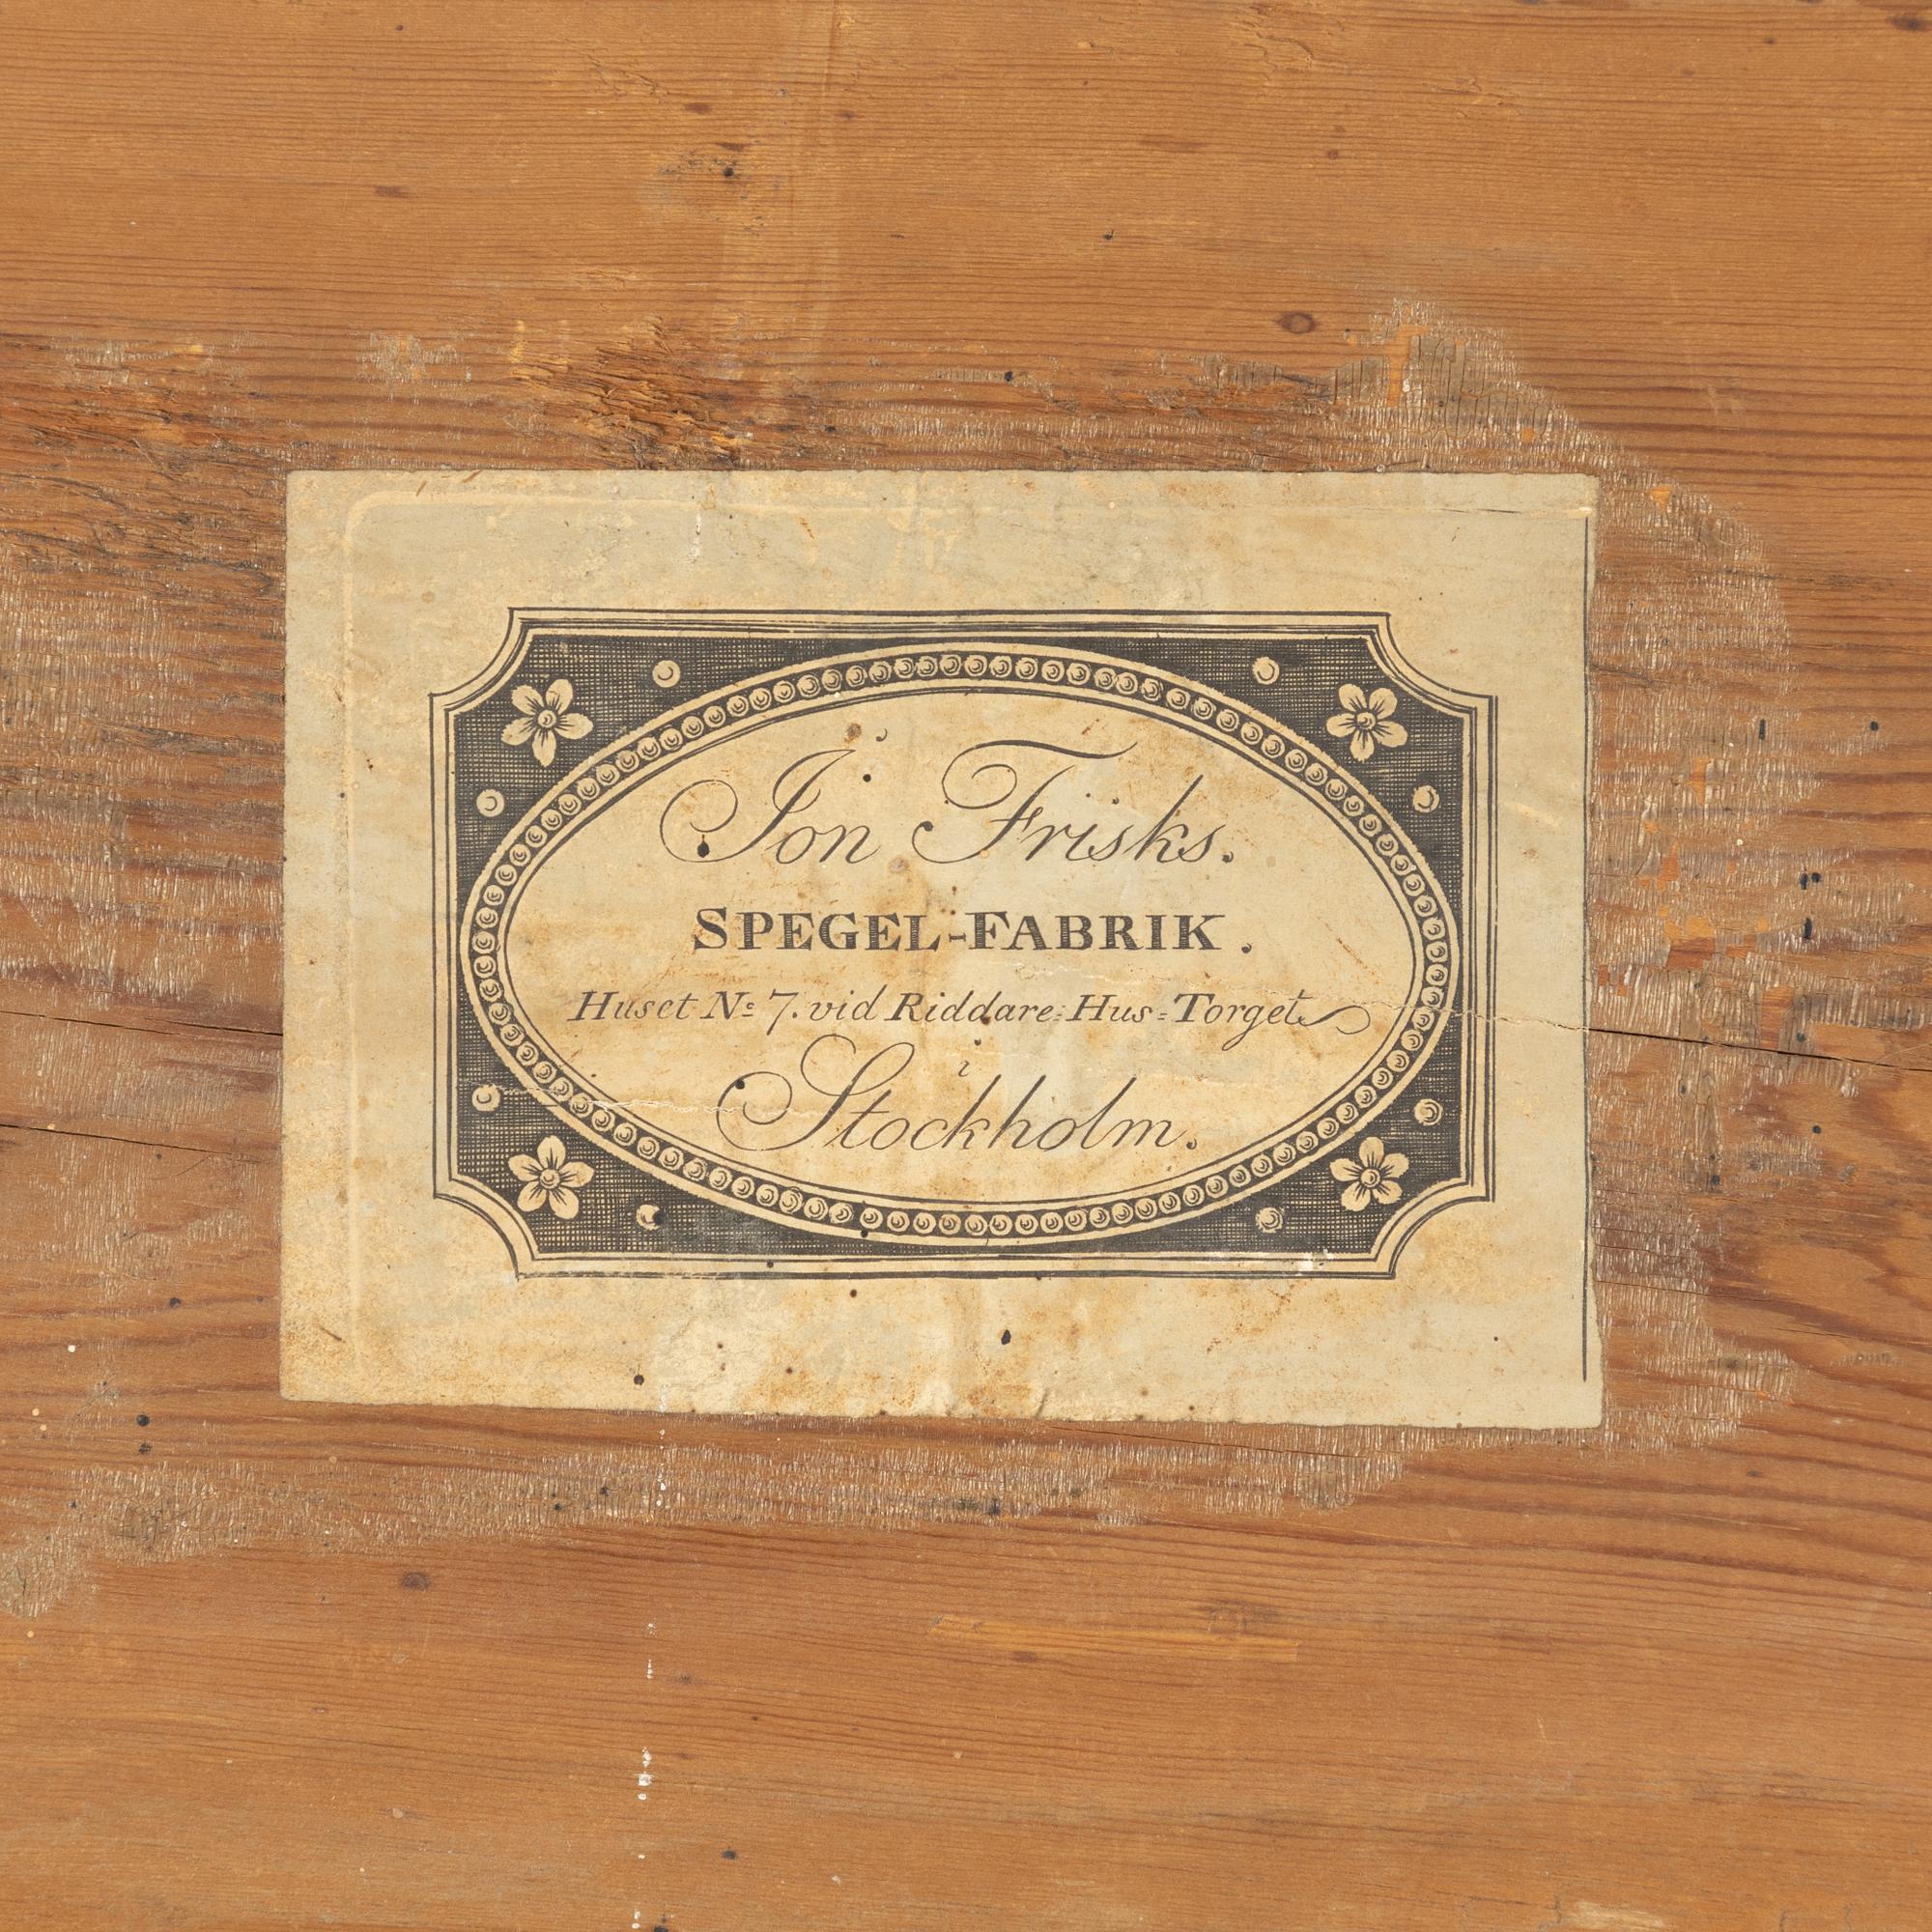 Jon Frisks.
SPEGEL-FABRIK.
Huset No 7. vid Riddare-Hus-Torget
i
Stockholm.